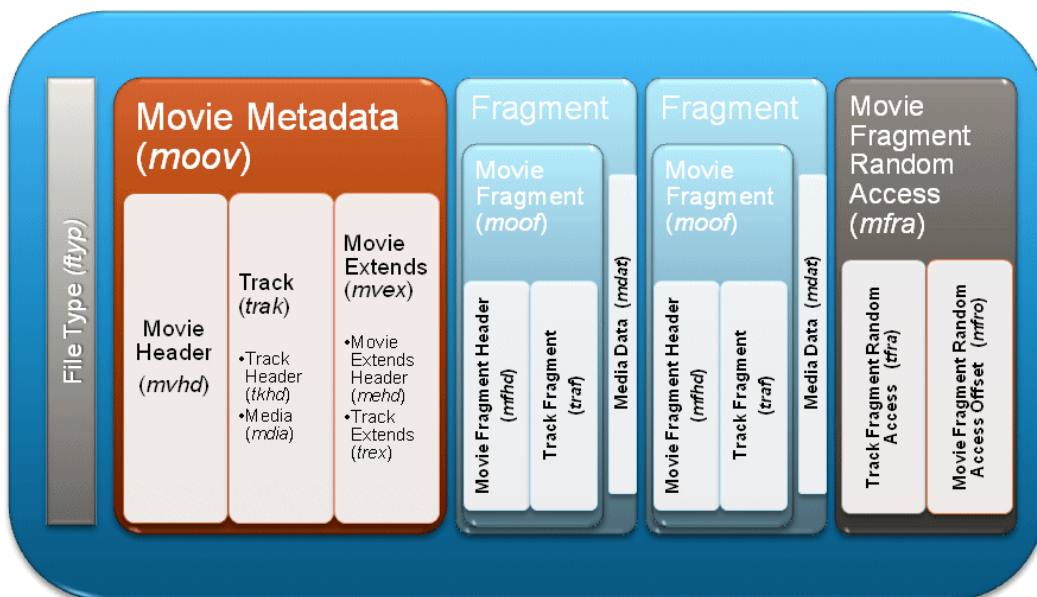 File Type (ftyp)
Movie Metadata
(moov)
Movie
Header
(mvhd)
Track
(trak)
•Track
Header
(tkhd)
•Media
(mdia)
Movie
Extends
(mvex)
•Movie
Extends
Header
(mehd)
•Track
Extends
(trex)
Fragment
Movie
Fragment
(moof)
Movie Fragment Header
(mfhd)
Track Fragment
(traf)
Media Data (mdat)
Fragment
Movie
Fragment
(moof)
Movie Fragment Header
(mfhd)
Track Fragment
(traf)
Media Data (mdat)
Movie
Fragment
Random
Access
(mfra)
Track Fragment Random
Access (tfra)
Movie Fragment Random
Access Offset (mfro)